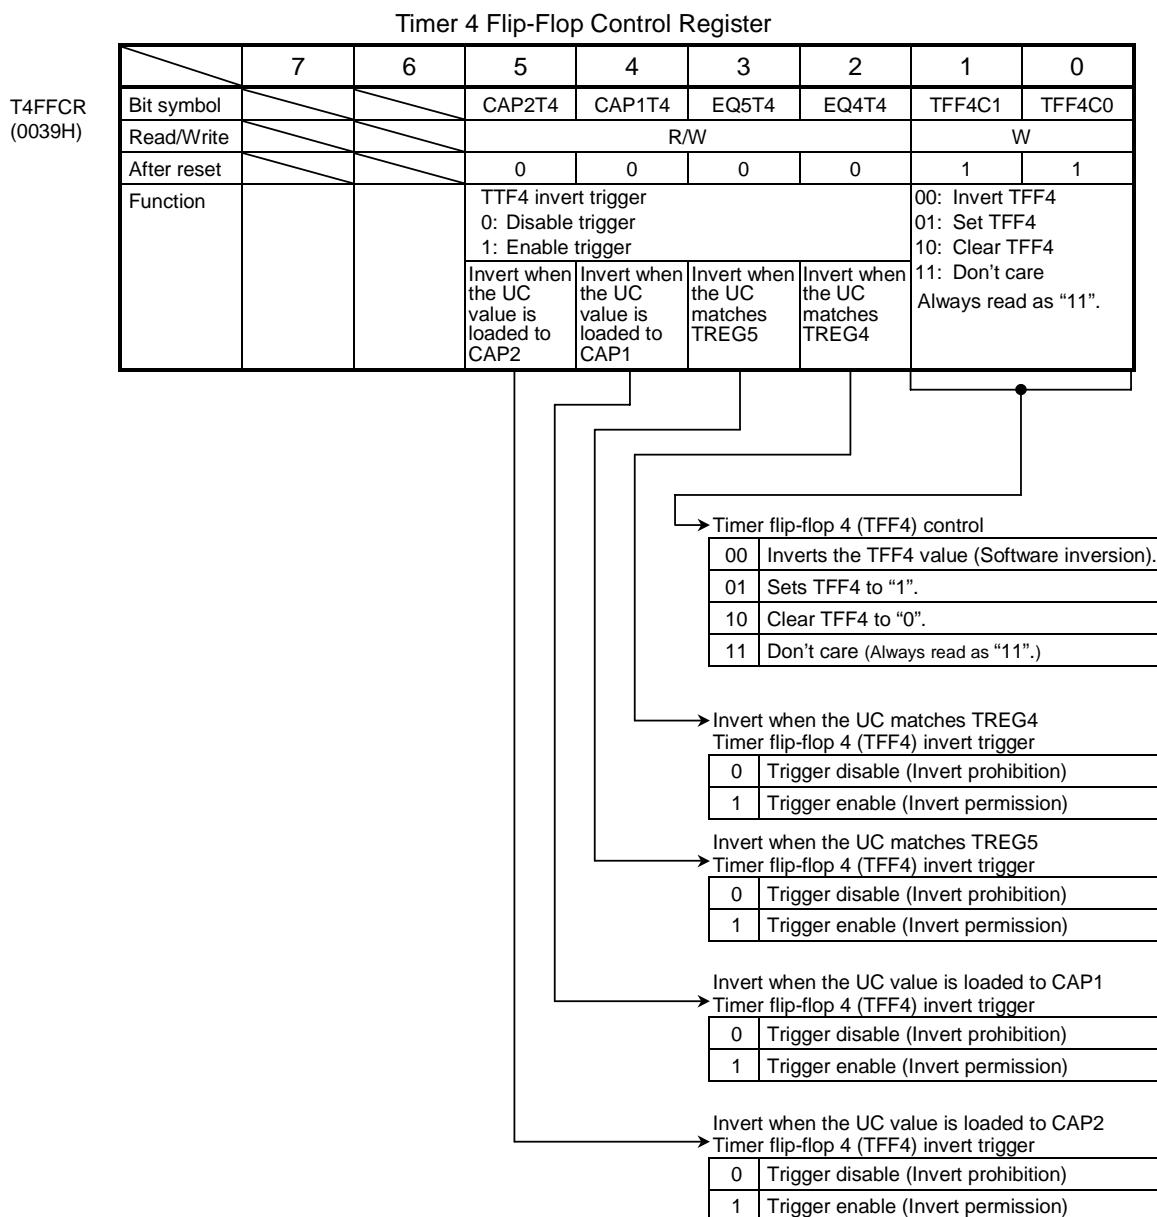 Timer 4 Flip-Flop Control Register
7 6 5 4 3 2 1 0
T4FFCR
(0039H)
Bit symbol CAP2T4 CAP1T4 EQ5T4 EQ4T4 TFF4C1 TFF4C0
Read/Write R/W W
After reset 0 0 0 0 1 1
Function
TTF4 invert trigger
0: Disable trigger
1: Enable trigger
Invert when
the UC
value is
loaded to
CAP2
Invert when
the UC
value is
loaded to
CAP1
Invert when
the UC
matches
TREG5
Invert when
the UC
matches
TREG4
00: Invert TFF4
01: Set TFF4
10: Clear TFF4
11: Don’t care
Always read as “11”.
Timer flip-flop 4 (TFF4) control
00 Inverts the TFF4 value (Software inversion).
01 Sets TFF4 to “1”.
10 Clear TFF4 to “0”.
11 Don’t care (Always read as “11”.)
Invert when the UC matches TREG4
Timer flip-flop 4 (TFF4) invert trigger
0 Trigger disable (Invert prohibition)
1 Trigger enable (Invert permission)
Invert when the UC matches TREG5
Timer flip-flop 4 (TFF4) invert trigger
0 Trigger disable (Invert prohibition)
1 Trigger enable (Invert permission)
Invert when the UC value is loaded to CAP1
Timer flip-flop 4 (TFF4) invert trigger
0 Trigger disable (Invert prohibition)
1 Trigger enable (Invert permission)
Invert when the UC value is loaded to CAP2
Timer flip-flop 4 (TFF4) invert trigger
0 Trigger disable (Invert prohibition)
1 Trigger enable (Invert permission)